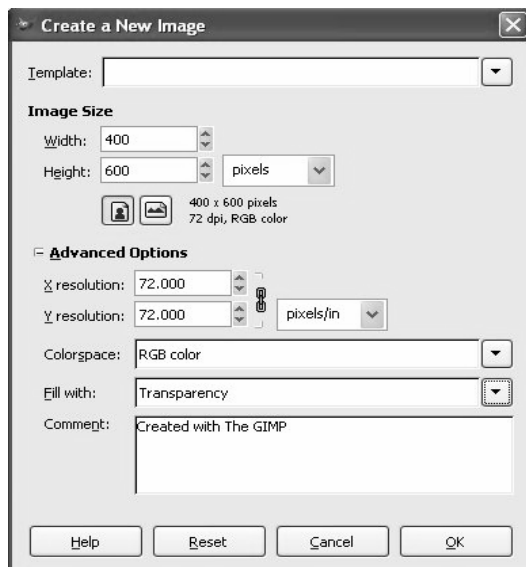 Create a New Image
Template:
Image Size
Width: 400
Height: 600 pixels
400 x 600 pixels
72 dpi, RGB color
Advanced Options
X resolution: 72.000
Y resolution: 72.000 pixels/in
Colorspace: RGB color
Fill with: Transparency
Comment: Created with The GIMP
Help Reset Cancel OK